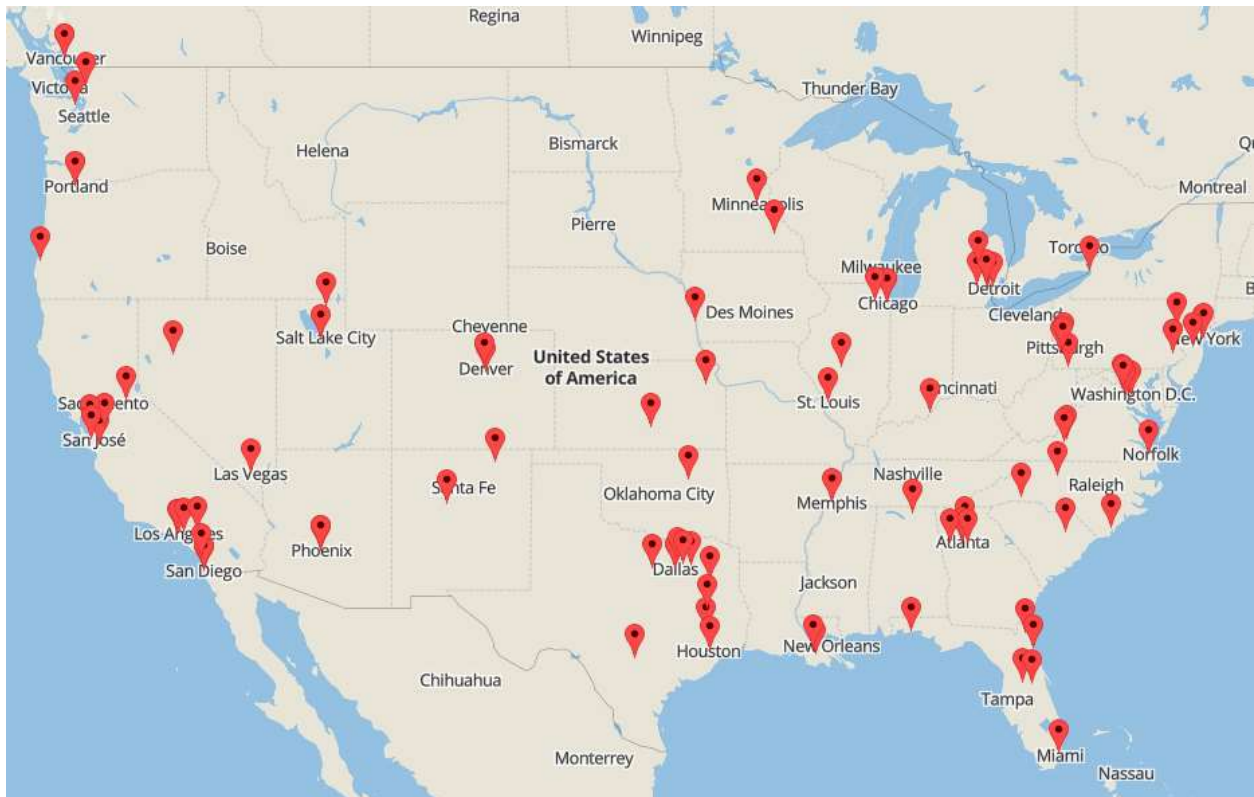 Regina
Winnipeg
Vancouver
Victoria
Seattle
Thunder Bay
Helena
Bismarck
Qu
Montreal
Portland
Minneapolis
Pierre
Boise
Toronto
Milwaukee
Detroit
B
Chicago
Des Moines
Cleveland
Salt Lake City
Cheyenne
New York
Pittsburgh
Denver
United States
of America
Cincinnati
Washington D.C.
Sacramento
St. Louis
San José
Norfolk
Las Vegas
Nashville
Santa Fe
Raleigh
Oklahoma City
Memphis
Los Angeles
Atlanta
Phoenix
San Diego
Dallas
Jackson
New Orleans
Houston
Chihuahua
Tampa
Monterrey
Miami
Nassau